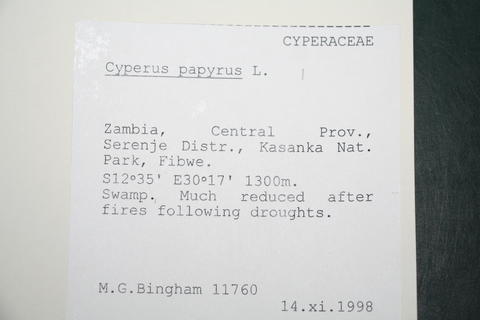 CYPERACEAE
Cyperus papyrus L.
Zambia, Central Prov.,
Serenje Distr., Kasanka Nat.
Park, Fibwe.
S12°35' E30°17' 1300m.
Swamp. Much reduced after
fires following droughts.
M.G.Bingham 11760
14.xi.1998